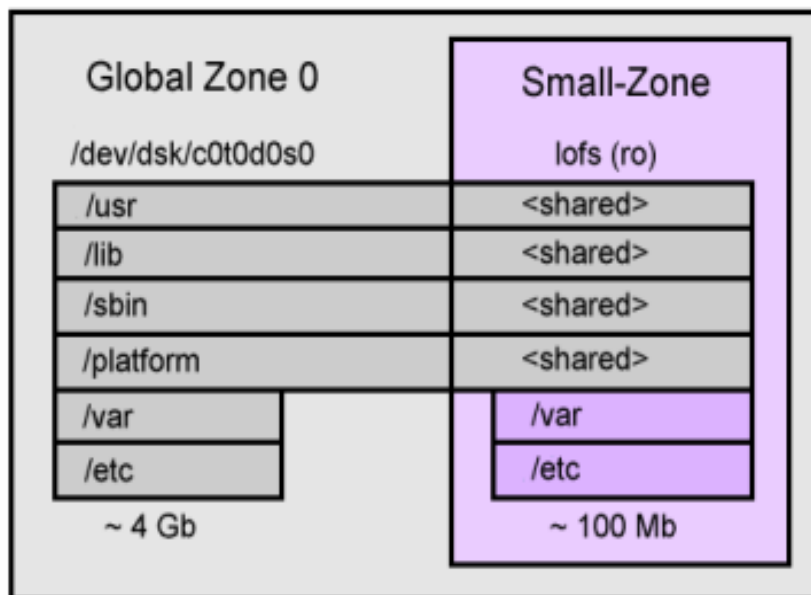 Global Zone 0
Small-Zone
/dev/dsk/c0t0d0s0
lofs (ro)
/usr
<shared>
/lib
<shared>
/sbin
<shared>
/platform
<shared>
/var
/var
/etc
/etc
~ 4 Gb
~ 100 Mb